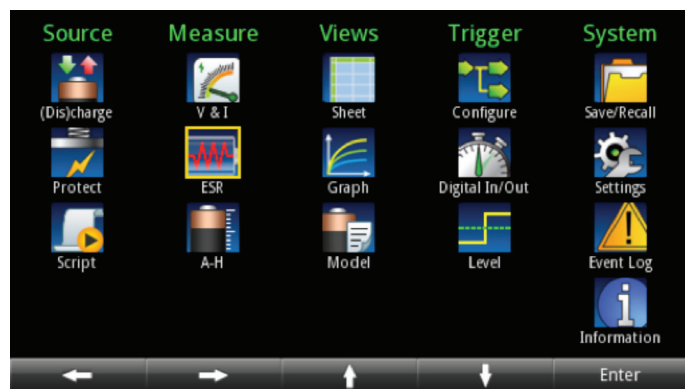 Source Measure Views Trigger System
(Dis)charge V & I Sheet Configure Save/Recall
Protect ESR Graph Digital In/Out Settings
Script A-H Model Level Event Log
Information
Enter